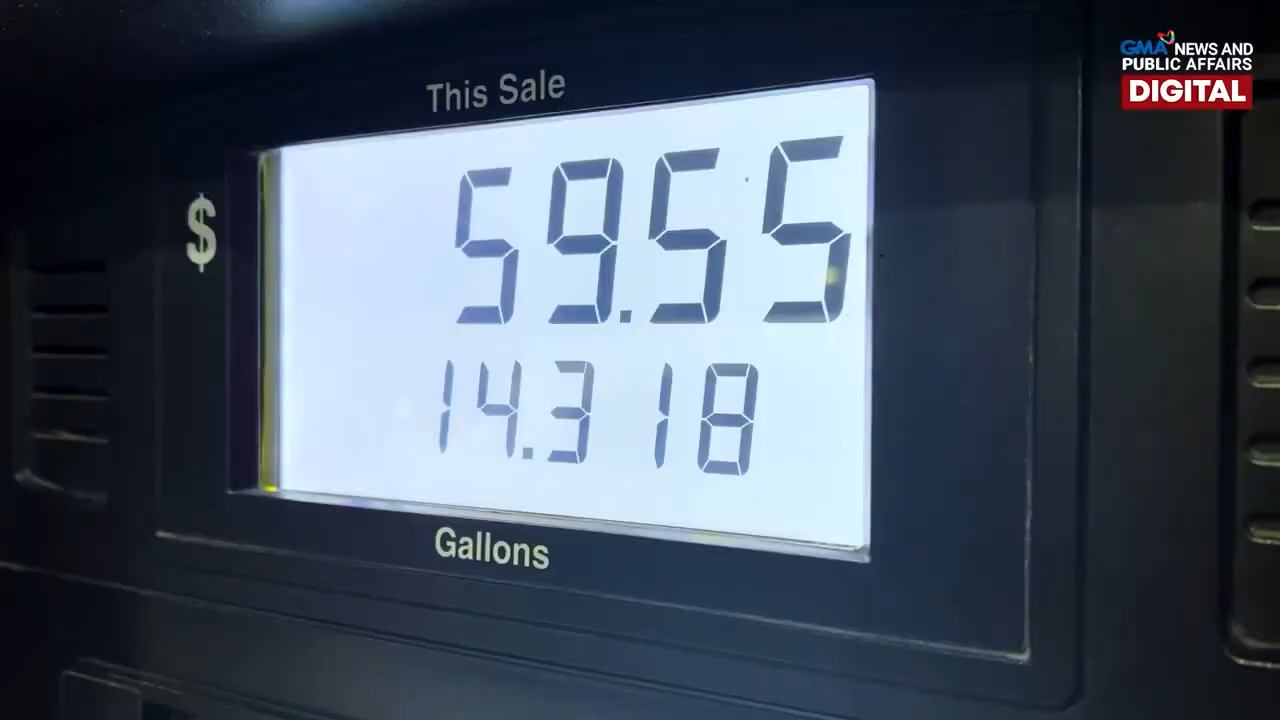 GMA NEWS AND
PUBLIC AFFAIRS
DIGITAL
This Sale
$
59.55
14.318
Gallons